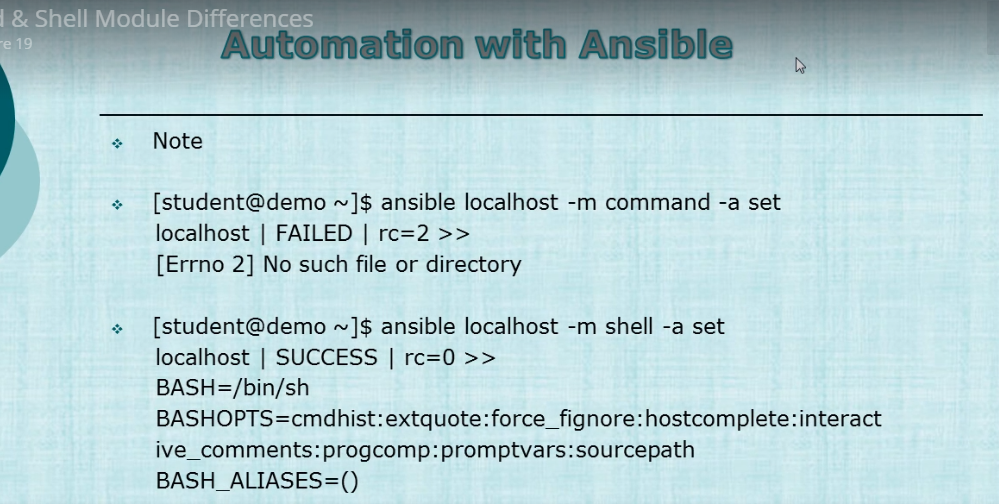 & Shell Module Differences
19
Automation with Ansible
Note
[student@demo ~]$ ansible localhost -m command -a set
localhost | FAILED | rc=2 >>
[Errno 2] No such file or directory
[student@demo ~]$ ansible localhost -m shell -a set
localhost | SUCCESS | rc=0 >>
BASH=/bin/sh
BASHOPTS=cmdhist:extquote:force_fignore:hostcomplete:interact
ive_comments:progcomp:promptvars:sourcepath
BASH_ALIASES=()